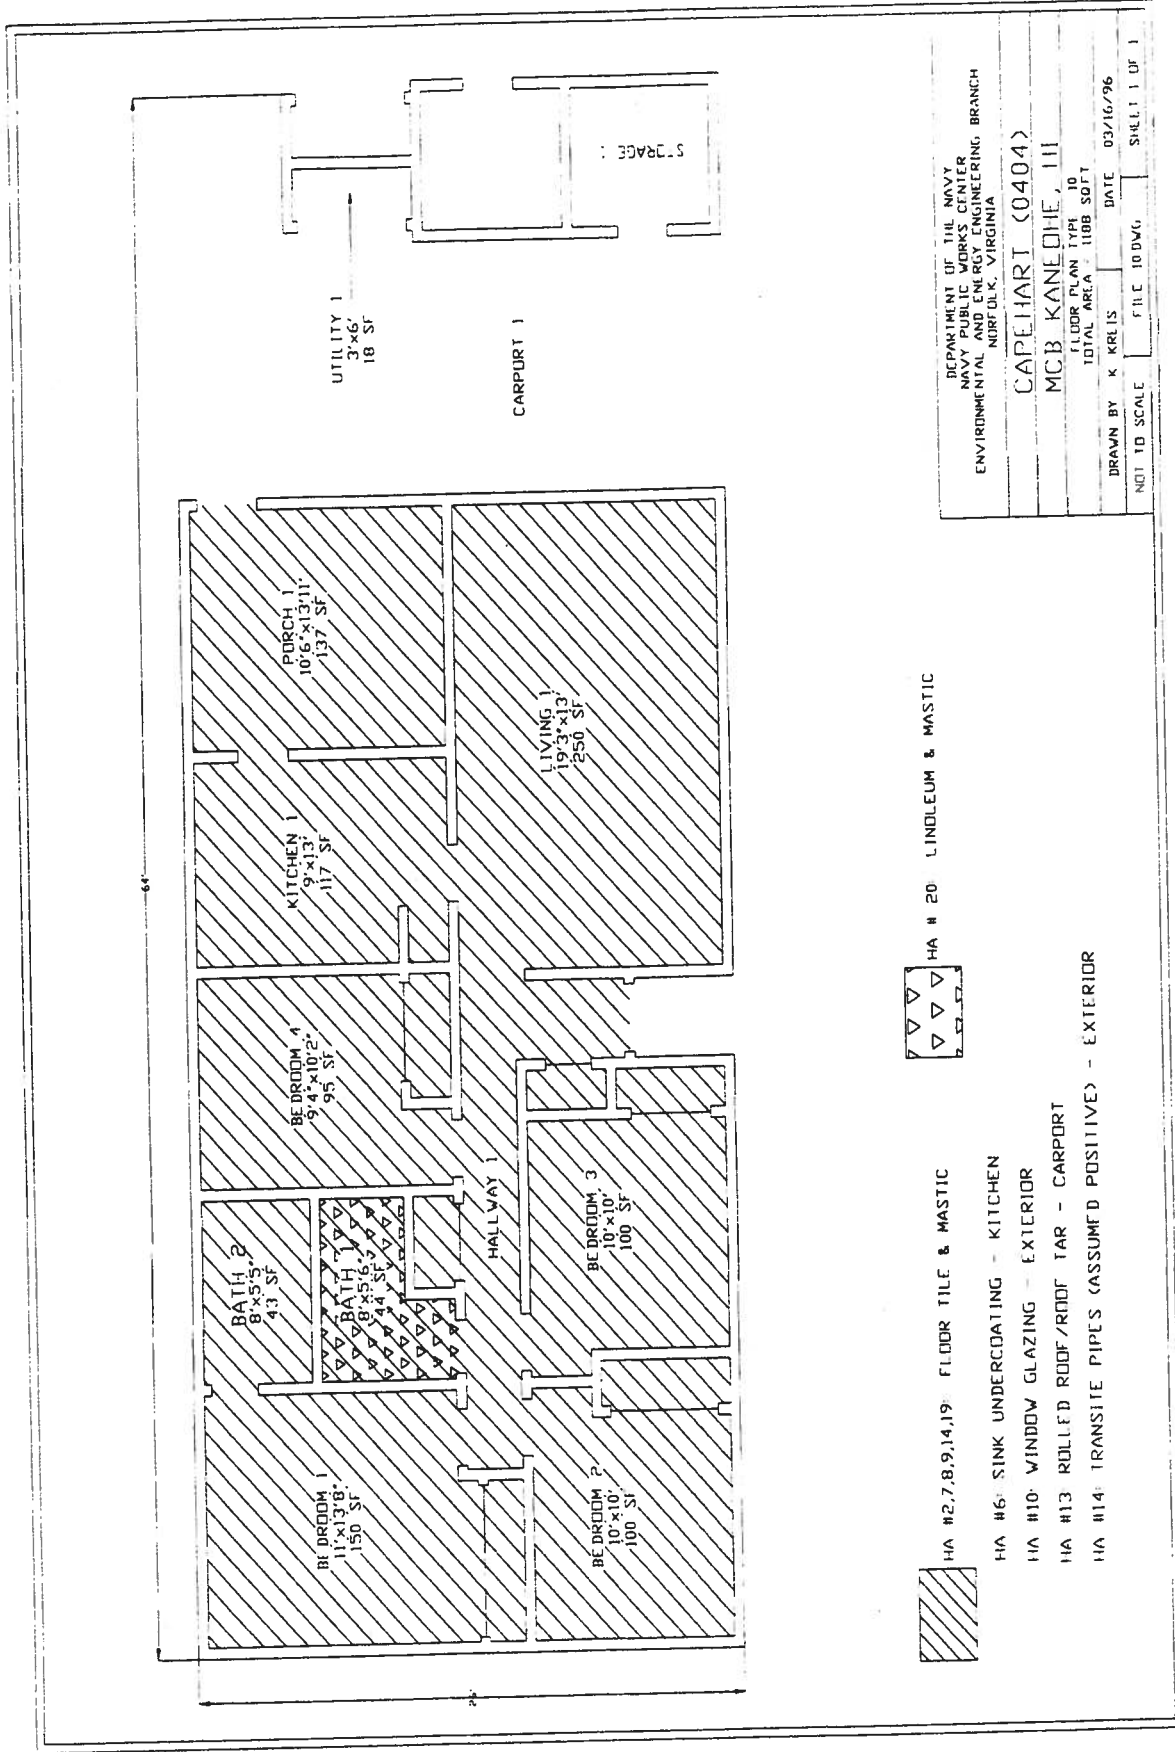 64'
UTILITY 1
3'x6'
18 SF
CARPORT 1
STORAGE 1
PORCH 1
10'6"x13'11'
137 SF
KITCHEN 1
9'x13'
117 SF
LIVING 1
19'3"x13'
250 SF
BEDROOM 4
9'4"x10'2"
95 SF
BATH 2
8'x5'5"
43 SF
BATH 1
8'x5'6"
44 SF
HALLWAY 1
BEDROOM 3
10'x10'
100 SF
BEDROOM 1
11'x13'8"
150 SF
BEDROOM 2
10'x10'
100 SF
HA #2,7,8,9,14,19: FLOOR TILE & MASTIC
HA # 20: LINOLEUM & MASTIC
HA #6: SINK UNDERCOATING - KITCHEN
HA #10: WINDOW GLAZING - EXTERIOR
HA #13 ROLLED ROOF/ROOF TAR - CARPORT
HA #14: TRANSITE PIPES (ASSUMED POSITIVE) - EXTERIOR
DEPARTMENT OF THE NAVY
NAVY PUBLIC WORKS CENTER
ENVIRONMENTAL AND ENERGY ENGINEERING BRANCH
NORFOLK, VIRGINIA
CAPEHART (0404)
MCB KANEOHE, HI
FLOOR PLAN TYPE 10
TOTAL AREA 1188 SQFT
DRAWN BY K KREIS
DATE 03/16/96
NOT TO SCALE
FILE 10DWG
SHEET 1 OF 1